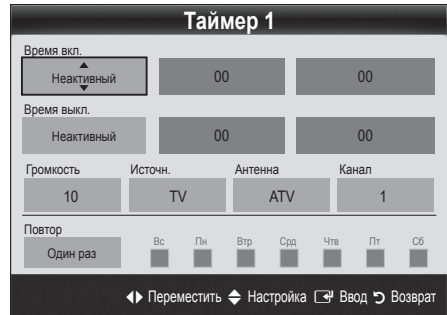 Таймер 1
Время вкл.
Неактивный 00 00
Время выкл.
Неактивный 00 00
Громкость Источн. Антенна Канал
10 TV ATV 1
Повтор
Вс Пн Втр Срд Чтв Пт Сб
Один раз
Переместить Настройка Ввод Возврат